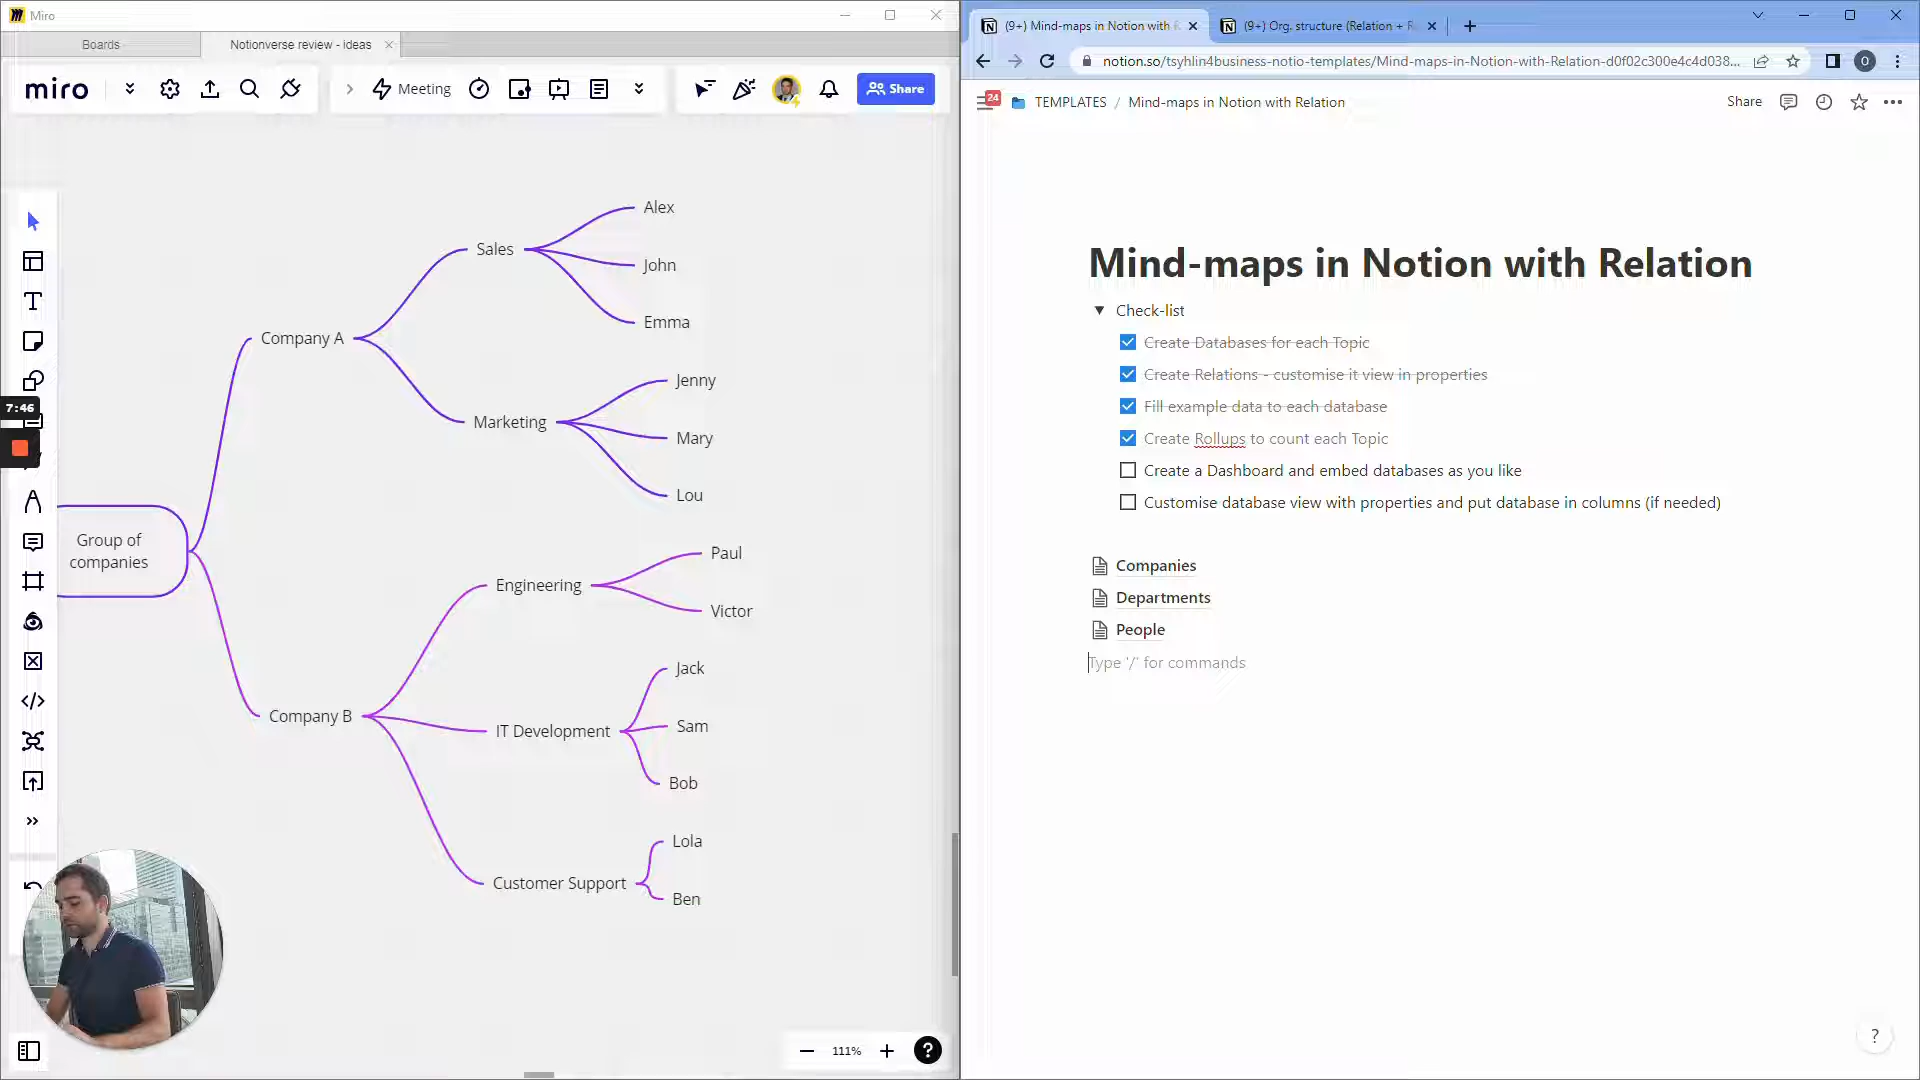 Miro
Boards
Notionverse review - ideas
miro
Meeting
Share
Alex
Sales
John
Emma
Company A
Jenny
Marketing
Mary
Lou
7:46
Group of
companies
Paul
Engineering
Victor
Jack
Company B
IT Development
Sam
Bob
Lola
Customer Support
Ben
111%
?
(9+) Mind-maps in Notion with
(9+) Org. structure (Relation +
notion.so/tsyhlin4business-notio-templates/Mind-maps-in-Notion-with-Relation-d0f02c300e4c4d038...
O
24
TEMPLATES / Mind-maps in Notion with Relation
Share
Mind-maps in Notion with Relation
Check-list
Create Databases for each Topic
Create Relations - customise it view in properties
Fill example data to each database
Create Rollups to count each Topic
Create a Dashboard and embed databases as you like
Customise database view with properties and put database in columns (if needed)
Companies
Departments
People
Type '/' for commands
?